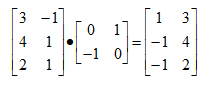 [3 −1; 4 1; 2 1] • [0 1; −1 0] = [1 3; −1 4; −1 2]